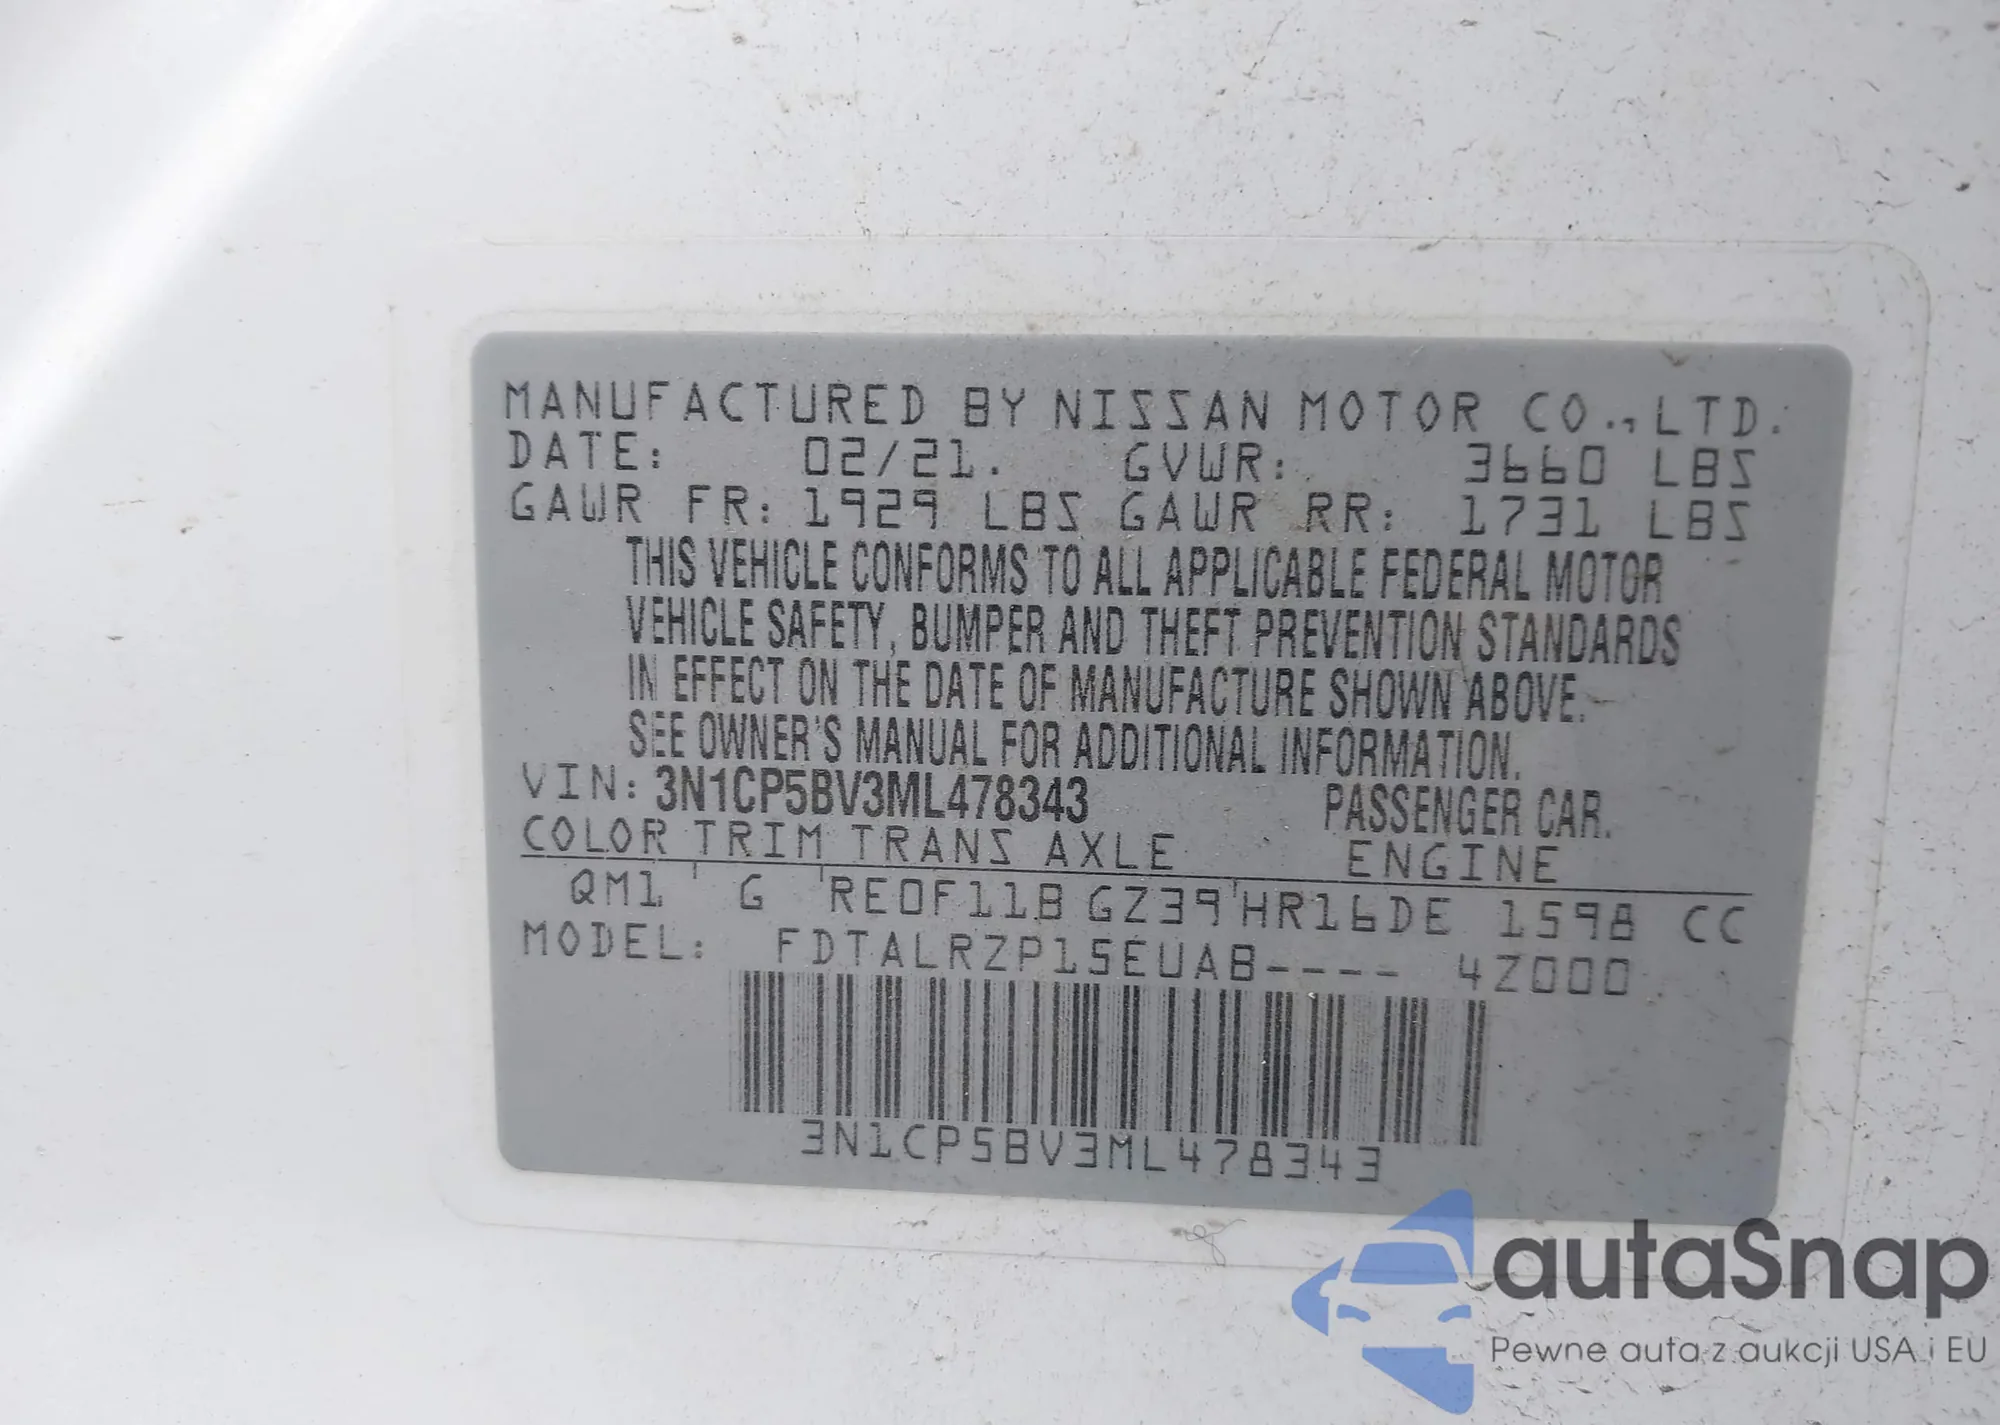 MANUFACTURED BY NISSAN MOTOR CO.,LTD.
DATE: 02/21. GVWR: 3660 LBS
GAWR FR: 1929 LBS GAWR RR: 1731 LBS
THIS VEHICLE CONFORMS TO ALL APPLICABLE FEDERAL MOTOR
VEHICLE SAFETY, BUMPER AND THEFT PREVENTION STANDARDS
IN EFFECT ON THE DATE OF MANUFACTURE SHOWN ABOVE.
SEE OWNER'S MANUAL FOR ADDITIONAL INFORMATION.
VIN: 3N1CP5BV3ML478343 PASSENGER CAR.
COLOR TRIM TRANS AXLE ENGINE
QM1 G RE0F11B GZ39 HR16DE 1598 CC
MODEL: FDTALRZP15EUAB---- 4Z000
3N1CP5BV3ML478343
autaSnap
Pewne auta z aukcji USA i EU